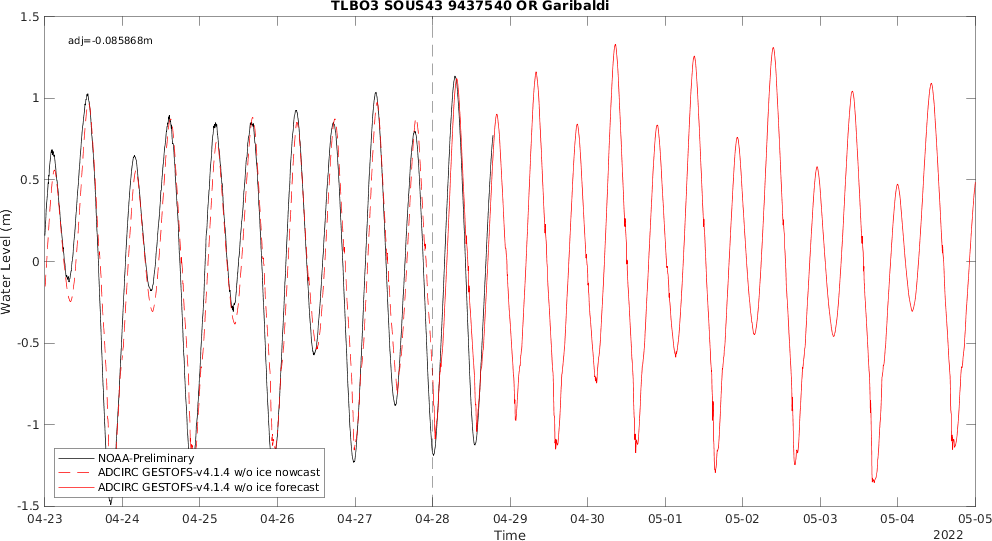 TLBO3 SOUS43 9437540 OR Garibaldi
adj=-0.085868m
1.5
1
0.5
0
-0.5
-1
-1.5
Water Level (m)
NOAA-Preliminary
ADCIRC GESTOFS-v4.1.4 w/o ice nowcast
ADCIRC GESTOFS-v4.1.4 w/o ice forecast
04-23 04-24 04-25 04-26 04-27 04-28 04-29 04-30 05-01 05-02 05-03 05-04 05-05
Time
2022